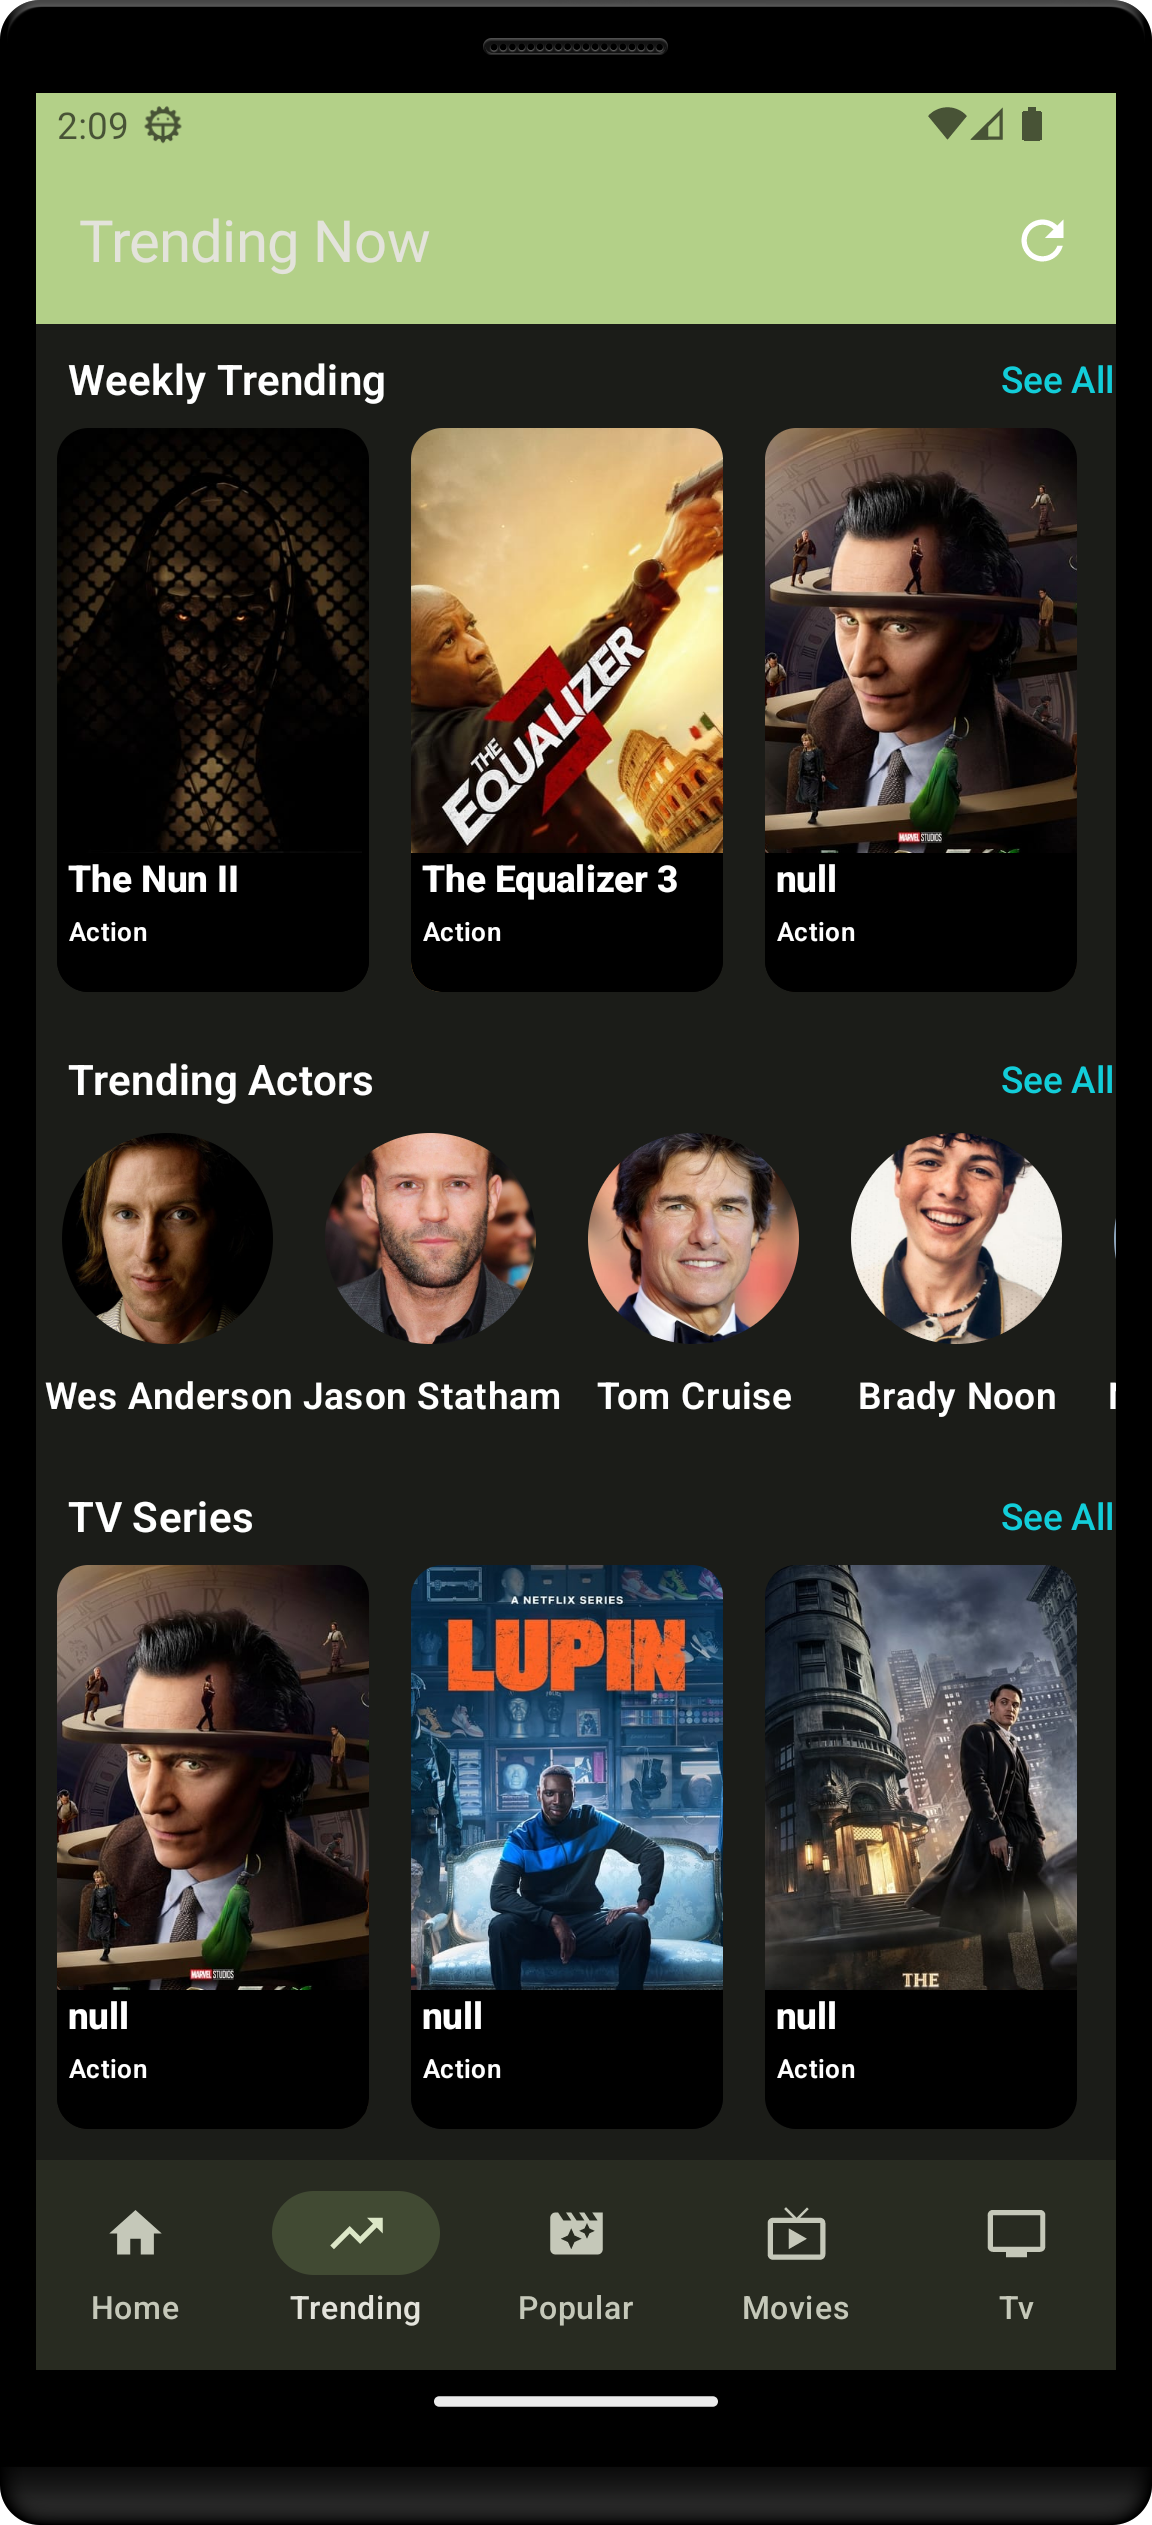 2:09
Trending Now
Weekly Trending See All
THE
EQUALIZER
MARVEL STUDIOS
The Nun II The Equalizer 3 null
Action Action Action
Trending Actors See All
Wes Anderson Jason Statham Tom Cruise Brady Noon
TV Series See All
A NETFLIX SERIES
LUPIN
MARVEL STUDIOS
THE
null null null
Action Action Action
Home Trending Popular Movies Tv